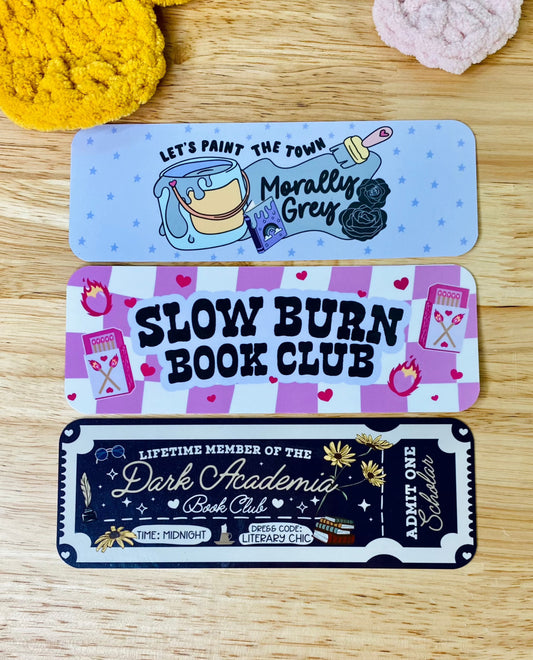 LET'S PAINT THE TOWN
Morally
Grey
SLOW BURN
BOOK CLUB
LIFETIME MEMBER OF THE
Dark Academia
Book Club
TIME: MIDNIGHT
DRESS CODE:
LITERARY CHIC
ADMIT ONE
Scholar